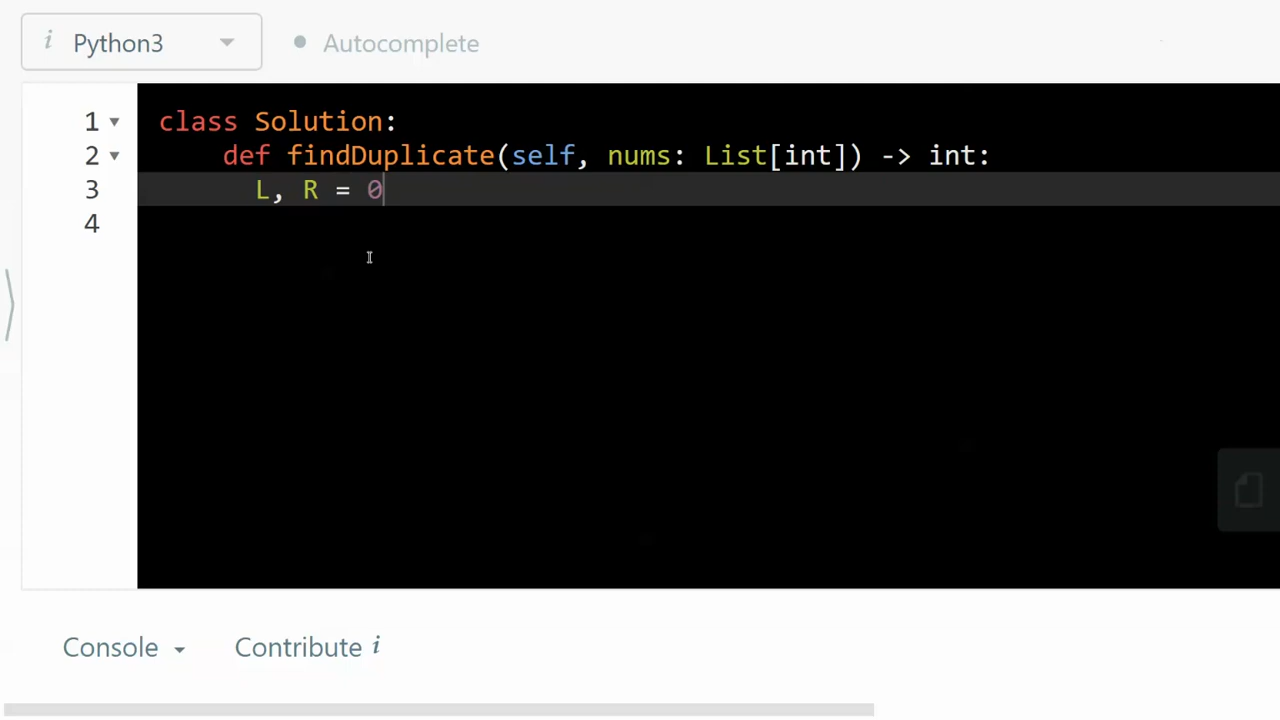 Python3
Autocomplete
1 class Solution:
2 def findDuplicate(self, nums: List[int]) -> int:
3 L, R = 0
4
Console
Contribute i